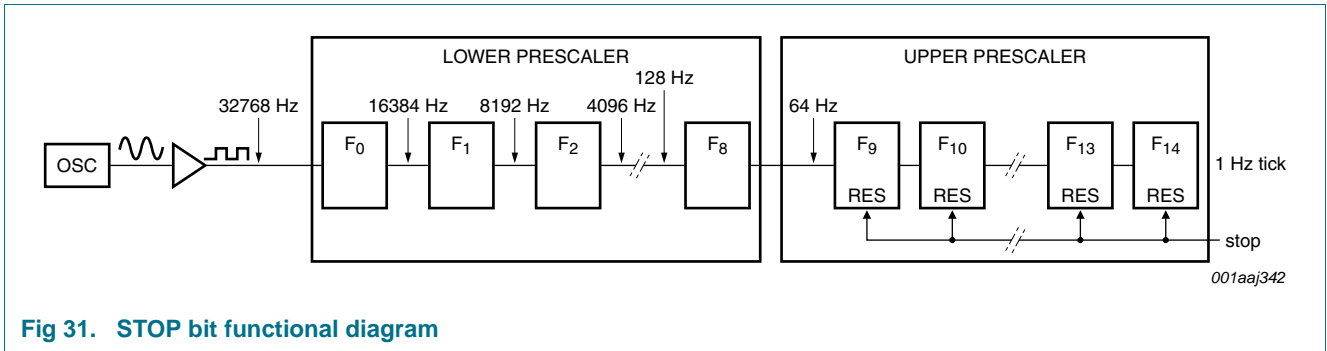 LOWER PRESCALER
UPPER PRESCALER
128 Hz
32768 Hz
16384 Hz
8192 Hz
4096 Hz
64 Hz
OSC
F0
F1
F2
F8
F9
F10
F13
F14
1 Hz tick
RES
RES
RES
RES
stop
001aaj342
Fig 31. STOP bit functional diagram